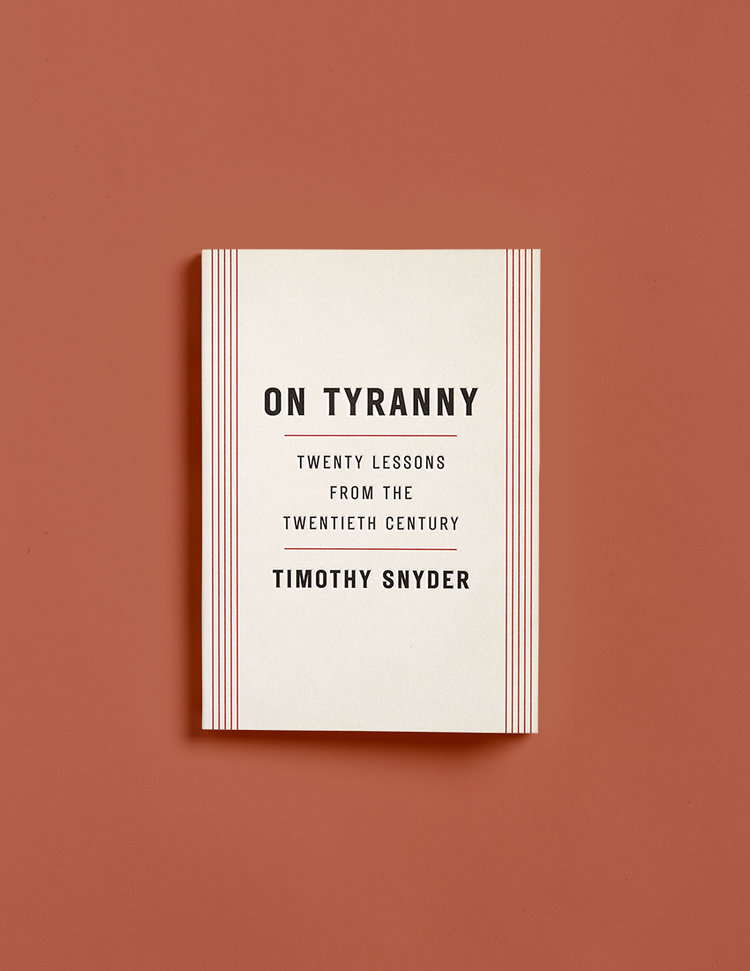 ON TYRANNY
TWENTY LESSONS
FROM THE
TWENTIETH CENTURY
TIMOTHY SNYDER